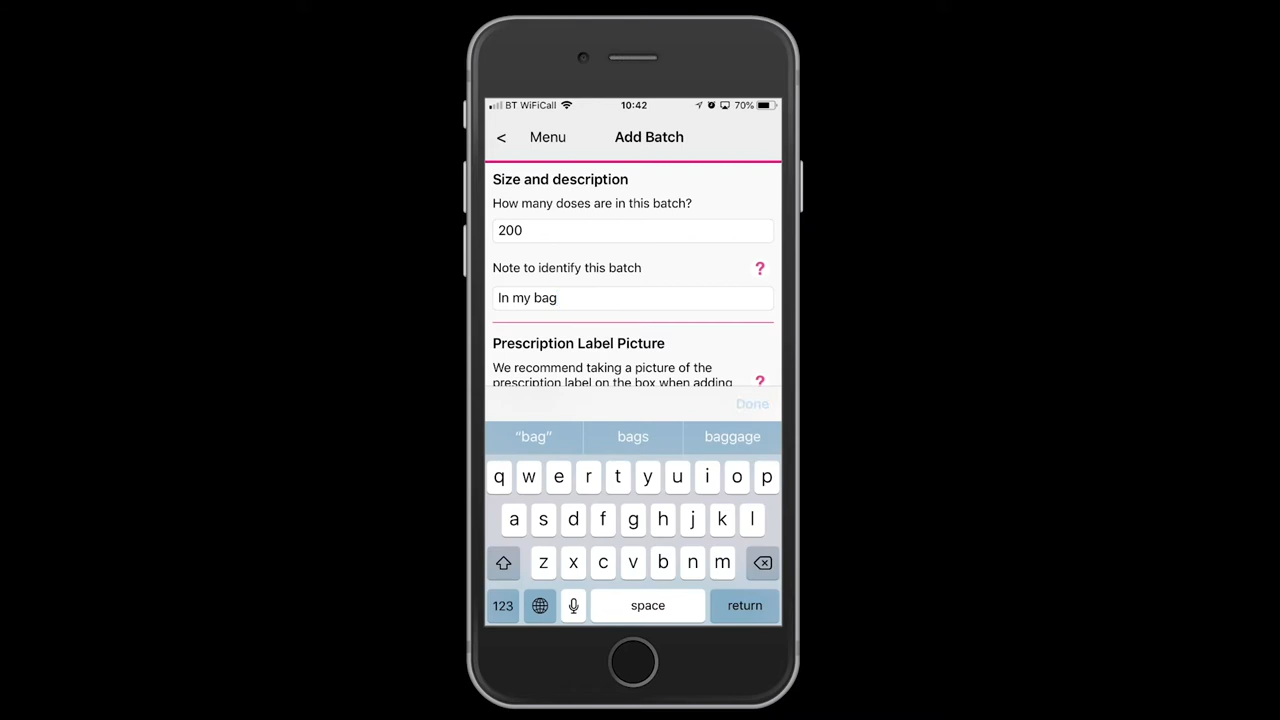 BT WiFiCall 10:42 70%
< Menu Add Batch
Size and description
How many doses are in this batch?
200
Note to identify this batch ?
In my bag
Prescription Label Picture
We recommend taking a picture of the
prescription label on the box when adding ?
Done
“bag” bags baggage
q w e r t y u i o p
a s d f g h j k l
z x c v b n m
123 space return